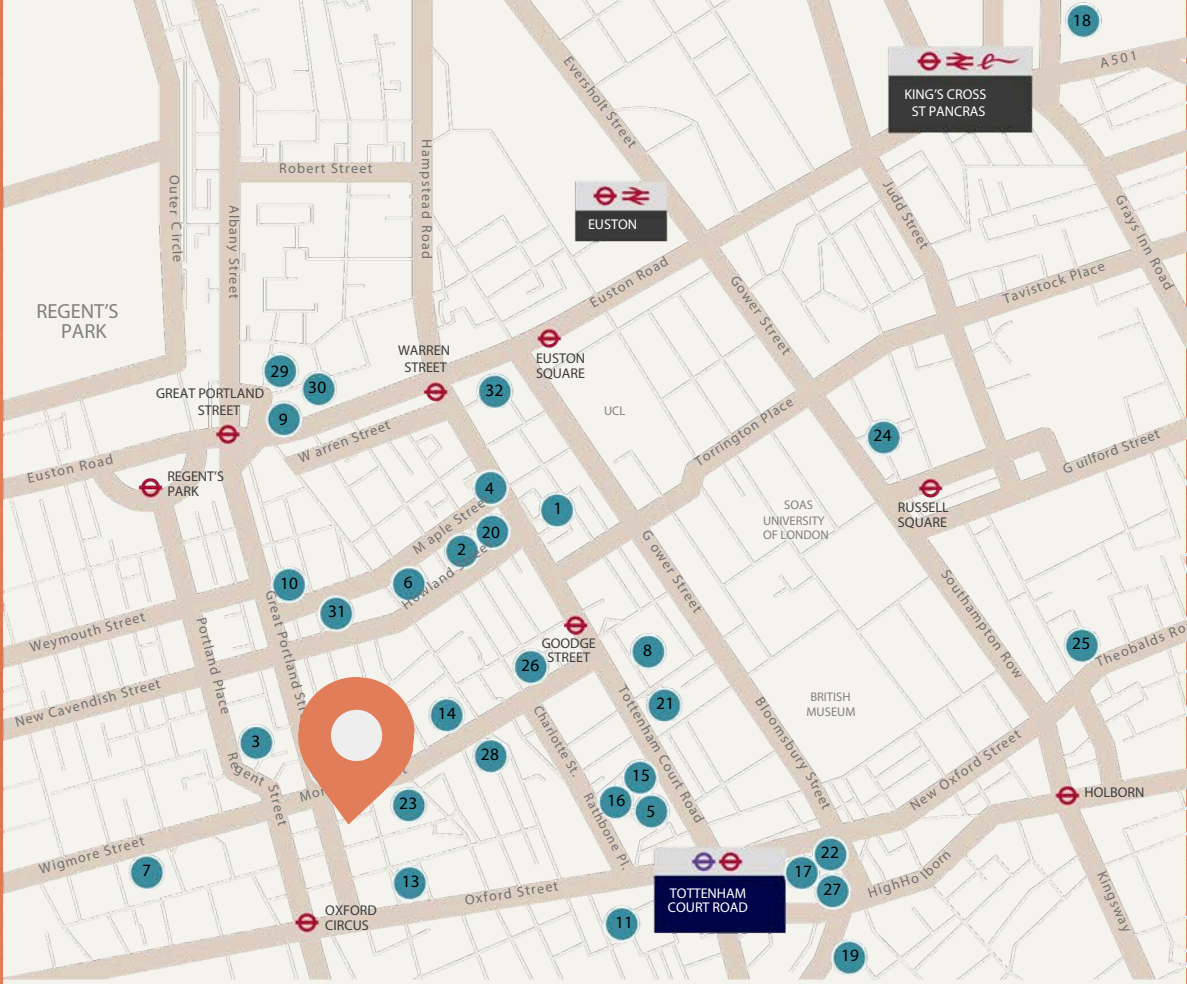 18
A501
KING'S CROSS
ST PANCRAS
Eversholt Street
Hampstead Road
Robert Street
Outer Circle
Albany Street
Judd Street
Grays Inn Road
EUSTON
Euston Road
Gower Street
Tavistock Place
REGENT'S
PARK
WARREN
STREET
EUSTON
SQUARE
29
30
32
GREAT PORTLAND
STREET
9
UCL
Warren Street
Torrington Place
24
Guilford Street
Euston Road
REGENT'S
PARK
4
1
RUSSELL
SQUARE
SOAS
UNIVERSITY
OF LONDON
Maple Street
20
2
Howland S
Gower Street
10
6
31
Weymouth Street
Great Portland Str
Portland Place
Southampton Row
GOODGE
STREET
8
25
Theobalds Ro
26
New Cavendish Street
21
BRITISH
MUSEUM
Tottenham Court Road
Bloomsbury Street
14
Charlotte St.
3
28
Regent Street
Mor
t
15
New Oxford Street
23
16
5
Rathbone Pl.
HOLBORN
Wigmore Street
7
22
17
27
High Holborn
13
Oxford Street
TOTTENHAM
COURT ROAD
Kingsway
OXFORD
CIRCUS
11
19